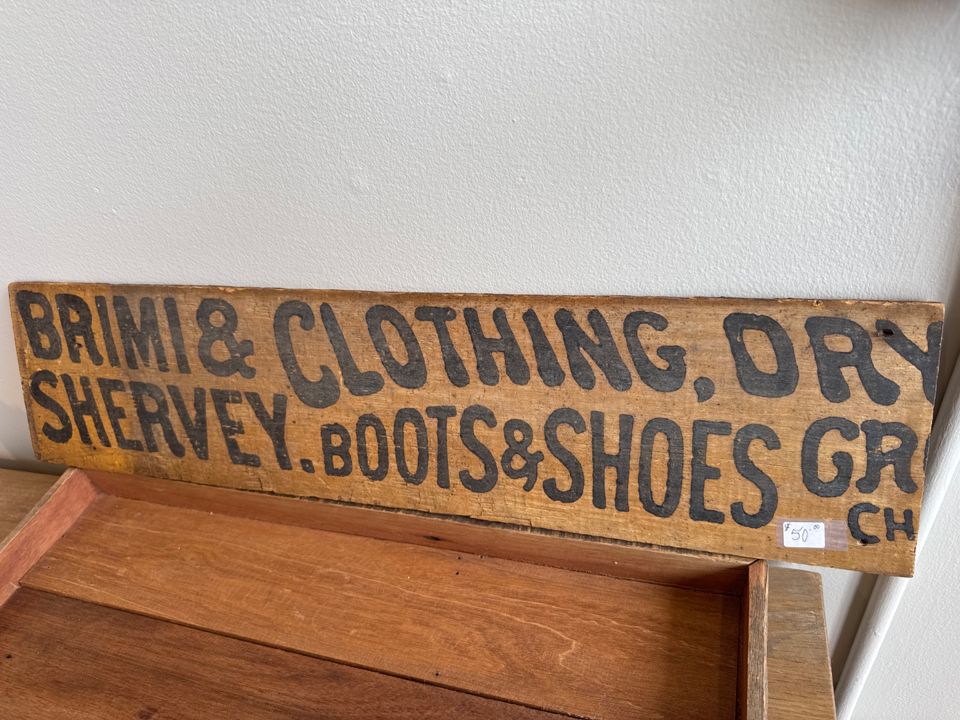 BRIMI & CLOTHING, DRY
SHERVEY. BOOTS & SHOES GR
CH
$50.00